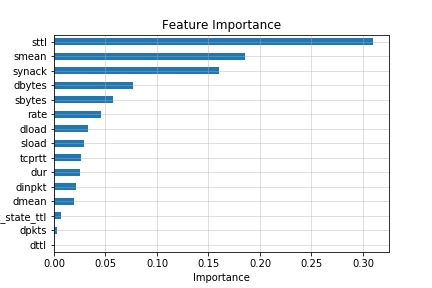 Feature Importance
sttl
smean
synack
dbytes
sbytes
rate
dload
sload
tcprtt
dur
dinpkt
dmean
_state_ttl
dpkts
dttl
0.00 0.05 0.10 0.15 0.20 0.25 0.30
Importance